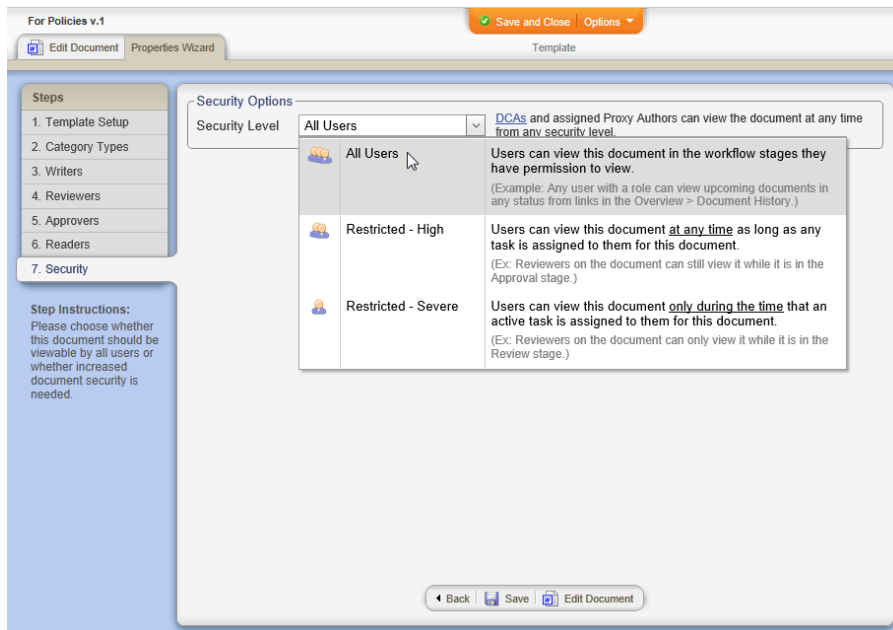 For Policies v.1
Save and Close Options
Edit Document Properties Wizard
Template
Steps
1. Template Setup
2. Category Types
3. Writers
4. Reviewers
5. Approvers
6. Readers
7. Security
Step Instructions:
Please choose whether
this document should be
viewable by all users or
whether increased
document security is
needed.
Security Options
Security Level All Users
DCAs and assigned Proxy Authors can view the document at any time
from any security level.
All Users
Users can view this document in the workflow stages they
have permission to view.
(Example: Any user with a role can view upcoming documents in
any status from links in the Overview > Document History.)
Restricted - High
Users can view this document at any time as long as any
task is assigned to them for this document.
(Ex: Reviewers on the document can still view it while it is in the
Approval stage.)
Restricted - Severe
Users can view this document only during the time that an
active task is assigned to them for this document.
(Ex: Reviewers on the document can only view it while it is in the
Review stage.)
Back Save Edit Document